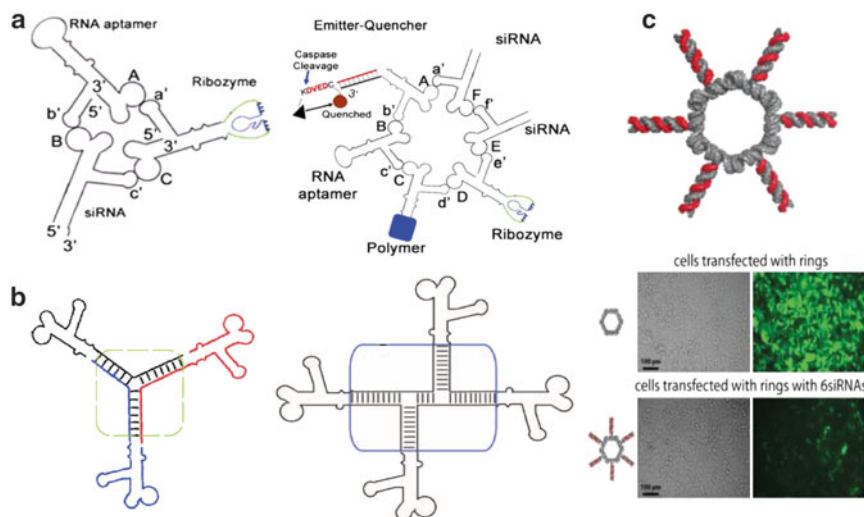 a
RNA aptamer
3'
A
a'
Ribozyme
b'
5'
B
5'
3'
C
c'
siRNA
5'
3'
Emitter-Quencher
Caspase
Cleavage
KDVEDC
3'
Quenched
siRNA
A
a'
F
f'
b'
B
siRNA
E
e'
RNA
aptamer
c'
C
d'
D
Polymer
Ribozyme
b
c
cells transfected with rings
100 µm
cells transfected with rings with 6siRNAs
100 µm